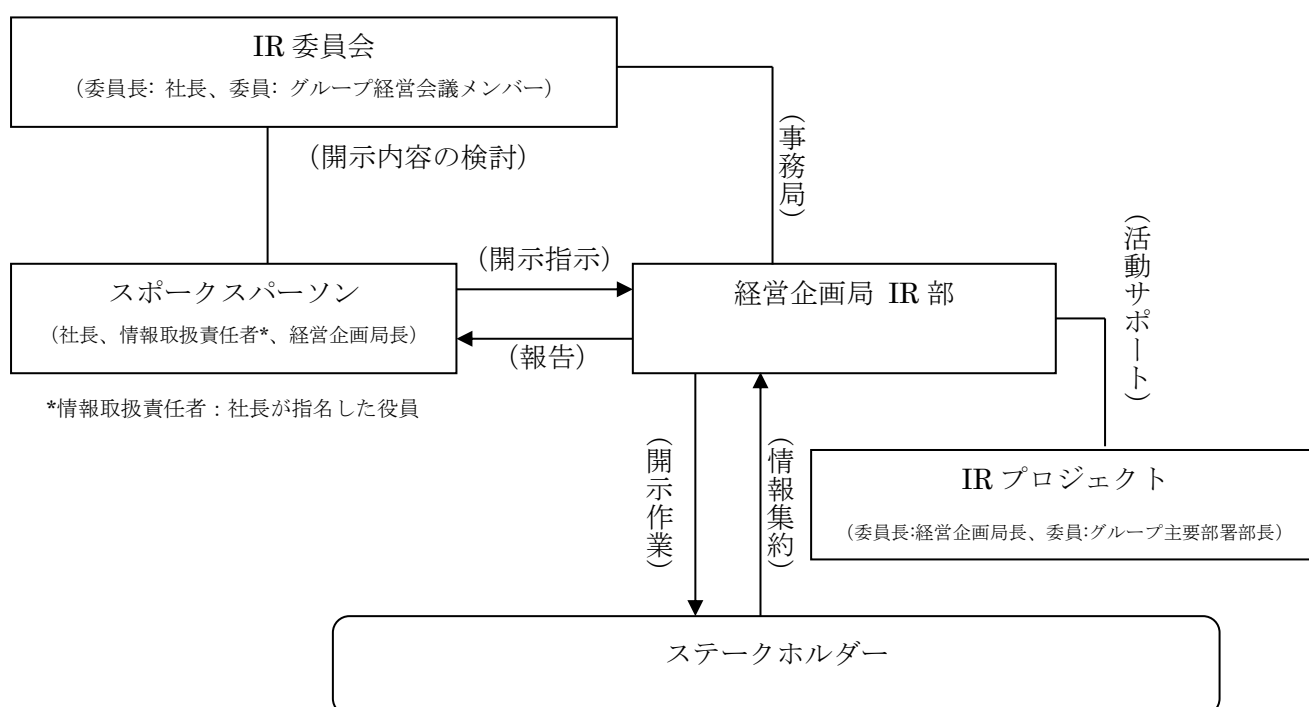 IR 委員会
（委員長: 社長、委員: グループ経営会議メンバー）
（開示内容の検討）
（事務局）
（活動サポート）
スポークスパーソン
（社長、情報取扱責任者*、経営企画局長）
（開示指示）
（報告）
経営企画局 IR 部
*情報取扱責任者：社長が指名した役員
（開示作業）
（情報集約）
IR プロジェクト
（委員長:経営企画局長、委員:グループ主要部署部長）
ステークホルダー